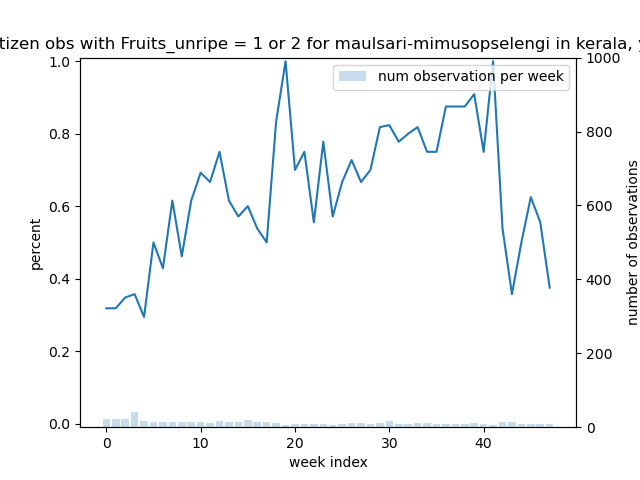 tizen obs with Fruits_unripe = 1 or 2 for maulsari-mimusopselengi in kerala,
num observation per week
1.0
0.8
0.6
0.4
0.2
0.0
percent
1000
800
600
400
200
0
number of observations
0 10 20 30 40
week index